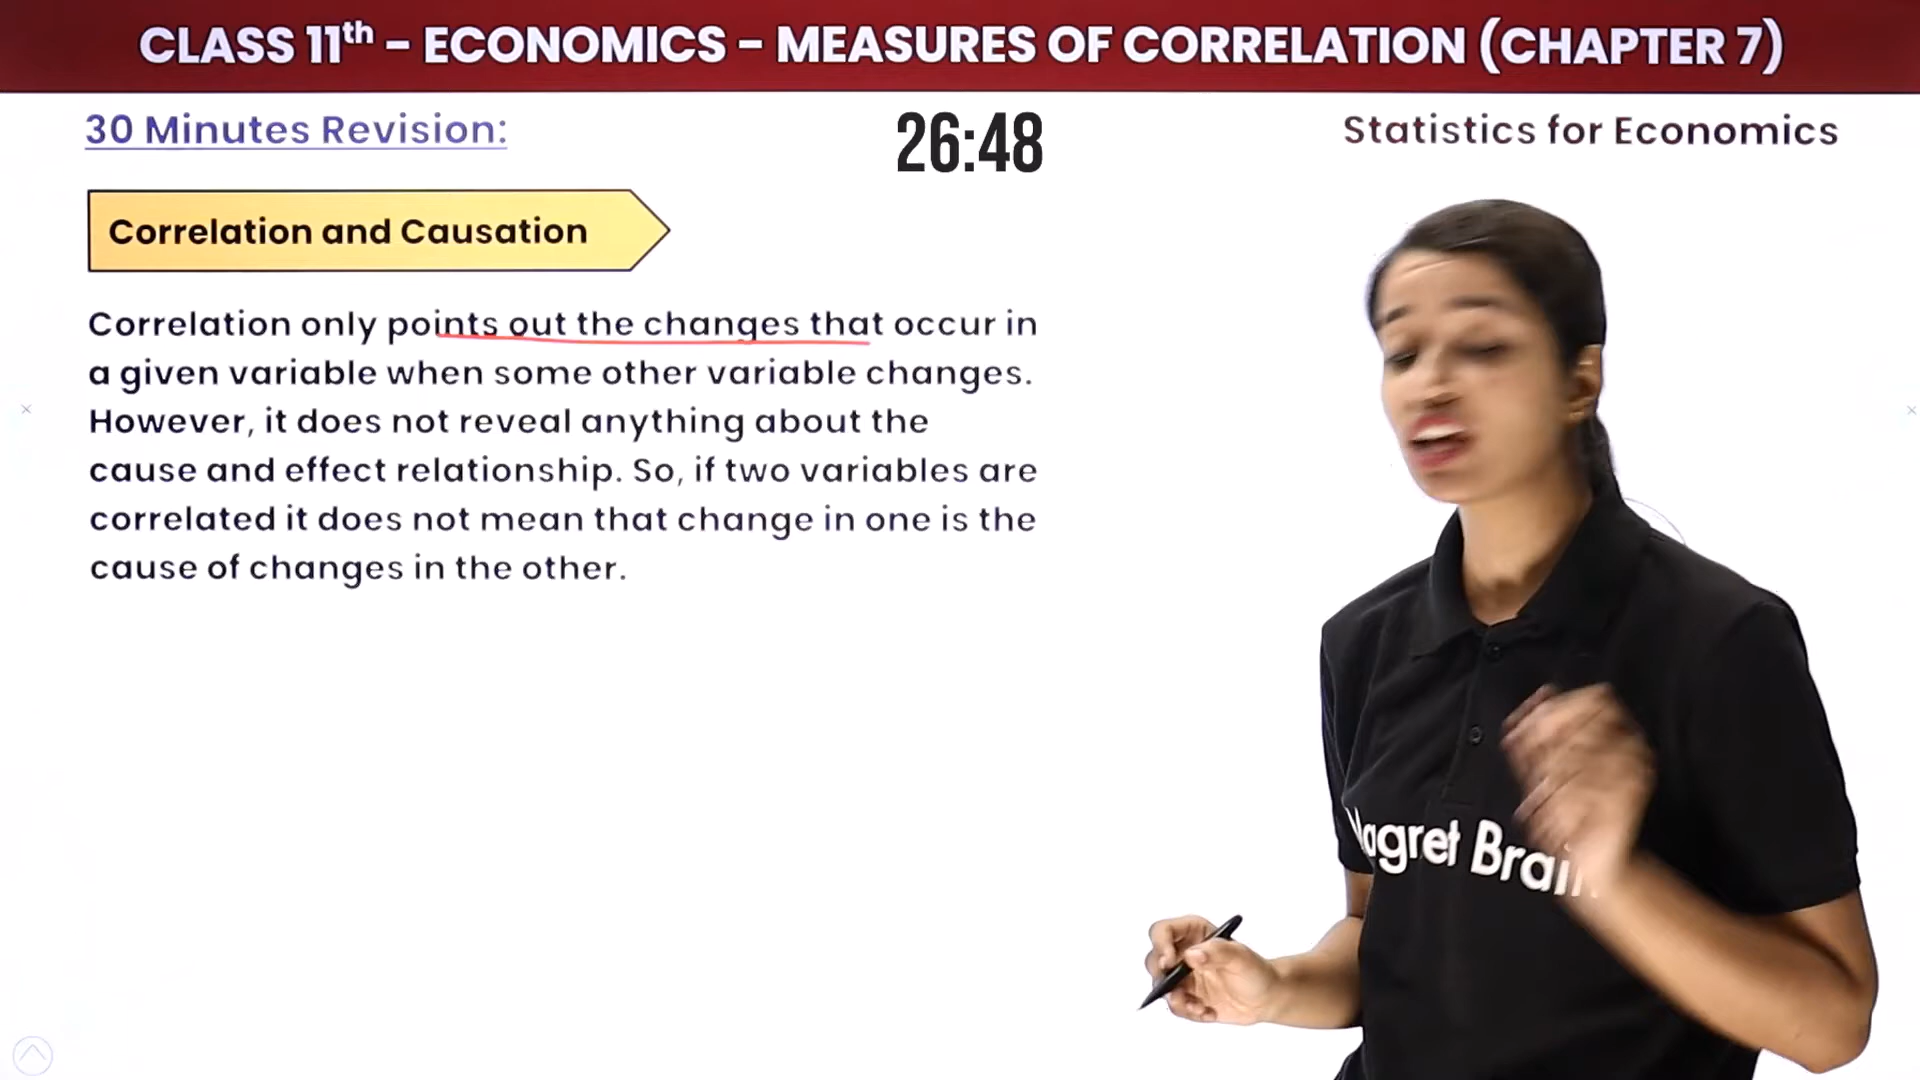 CLASS 11th – ECONOMICS – MEASURES OF CORRELATION (CHAPTER 7)
30 Minutes Revision:
26:48
Statistics for Economics
Correlation and Causation
Correlation only points out the changes that occur in
a given variable when some other variable changes.
However, it does not reveal anything about the
cause and effect relationship. So, if two variables are
correlated it does not mean that change in one is the
cause of changes in the other.
agret Brain